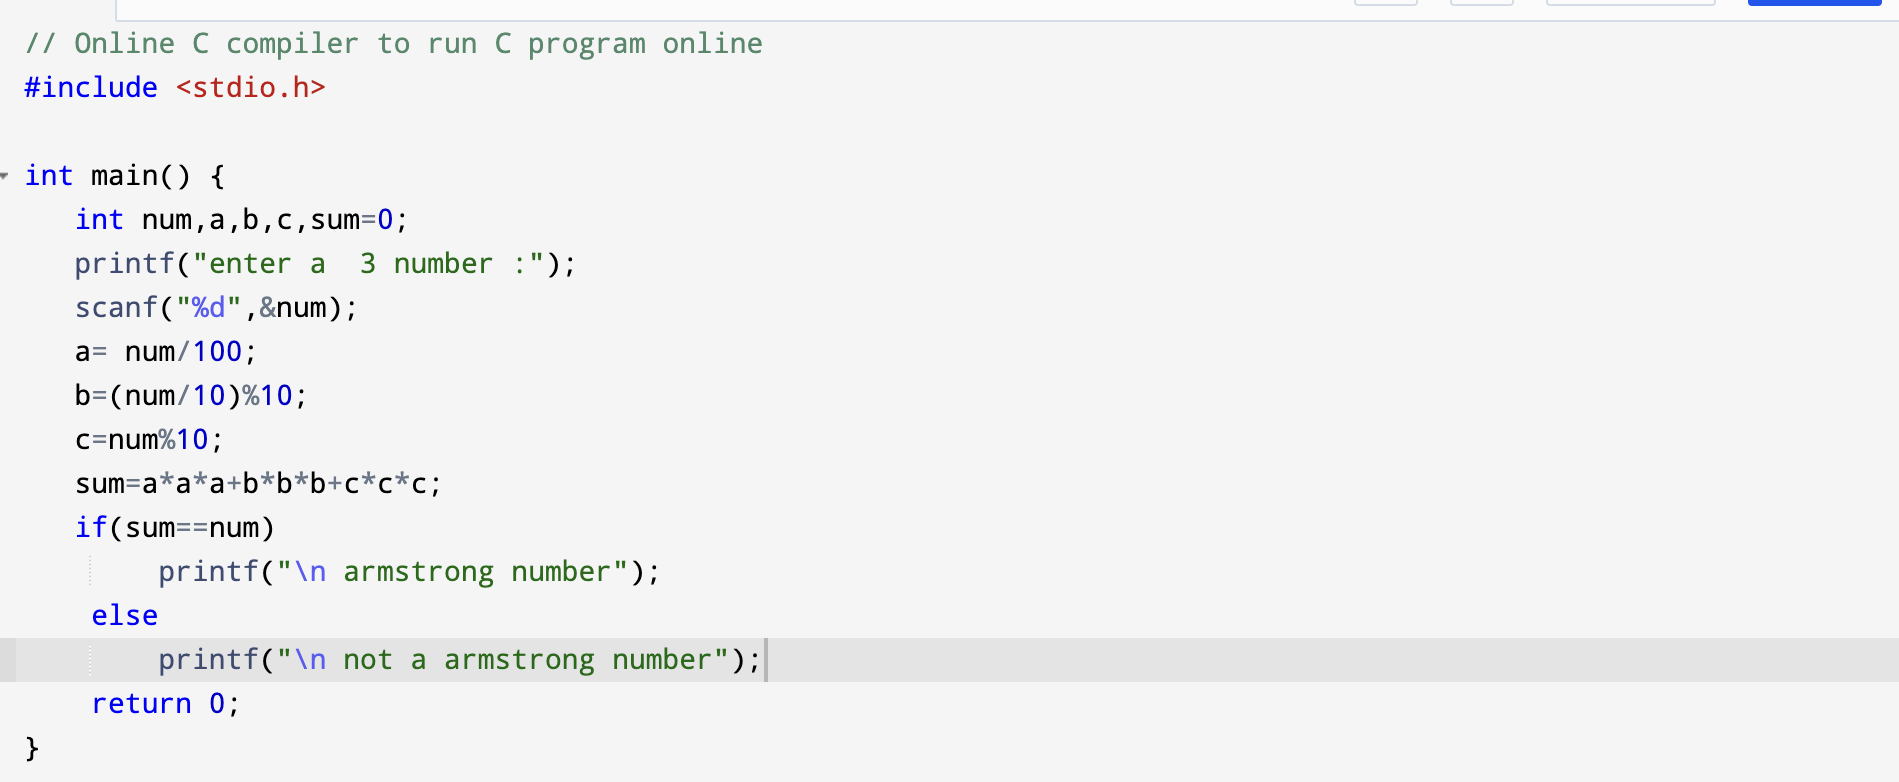 // Online C compiler to run C program online
#include <stdio.h>
int main() {
int num,a,b,c,sum=0;
printf("enter a  3 number :");
scanf("%d",&num);
a= num/100;
b=(num/10)%10;
c=num%10;
sum=a*a*a+b*b*b+c*c*c;
if(sum==num)
printf("\n armstrong number");
else
printf("\n not a armstrong number");
return 0;
}